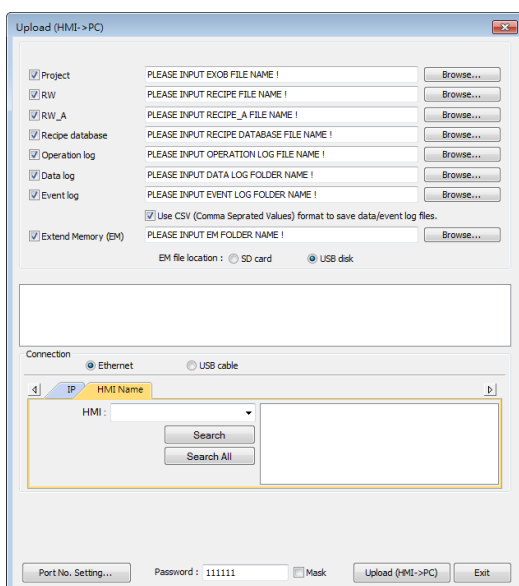 Upload (HMI->PC)
Project PLEASE INPUT EXOB FILE NAME ! Browse...
RW PLEASE INPUT RECIPE FILE NAME ! Browse...
RW_A PLEASE INPUT RECIPE_A FILE NAME ! Browse...
Recipe database PLEASE INPUT RECIPE DATABASE FILE NAME ! Browse...
Operation log PLEASE INPUT OPERATION LOG FILE NAME ! Browse...
Data log PLEASE INPUT DATA LOG FOLDER NAME ! Browse...
Event log PLEASE INPUT EVENT LOG FOLDER NAME ! Browse...
Use CSV (Comma Seprated Values) format to save data/event log files.
Extend Memory (EM) PLEASE INPUT EM FOLDER NAME ! Browse...
EM file location : SD card USB disk
Connection
Ethernet USB cable
IP HMI Name
HMI :
Search
Search All
Port No. Setting... Password : 111111 Mask Upload (HMI->PC) Exit